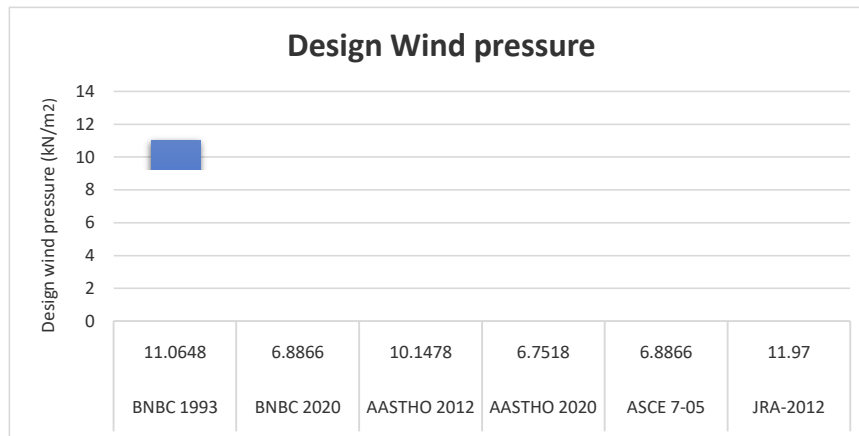 Design Wind pressure
Design wind pressure (kN/m2)
14
12
10
8
6
4
2
0
11.0648 6.8866 10.1478 6.7518 6.8866 11.97
BNBC 1993 BNBC 2020 AASTHO 2012 AASTHO 2020 ASCE 7-05 JRA-2012